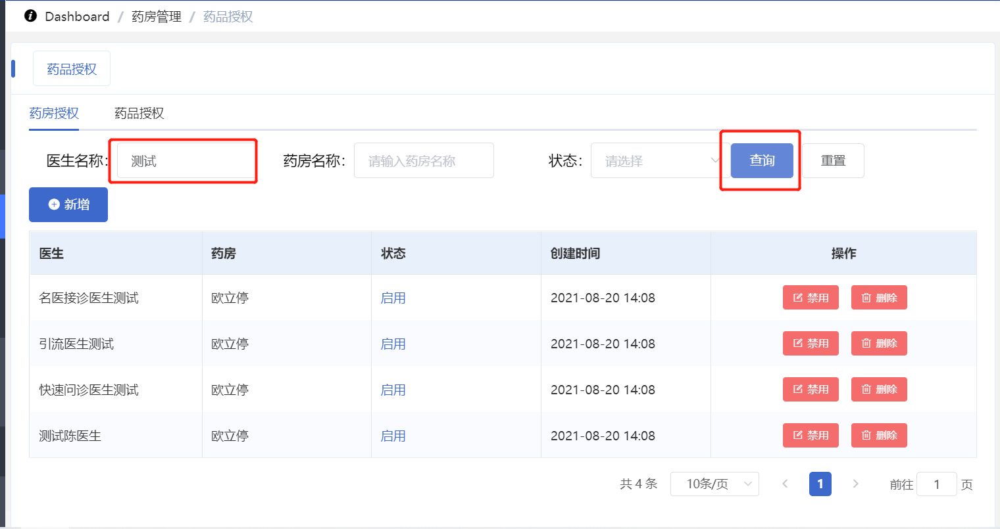 Dashboard / 药房管理 / 药品授权
药品授权
药房授权 药品授权
医生名称: 测试 药房名称: 请输入药房名称 状态: 请选择 查询 重置
新增
医生 药房 状态 创建时间 操作
名医接诊医生测试 欧立停 启用 2021-08-20 14:08 禁用 删除
引流医生测试 欧立停 启用 2021-08-20 14:08 禁用 删除
快速问诊医生测试 欧立停 启用 2021-08-20 14:08 禁用 删除
测试陈医生 欧立停 启用 2021-08-20 14:08 禁用 删除
共 4 条 10条/页 1 前往 1 页